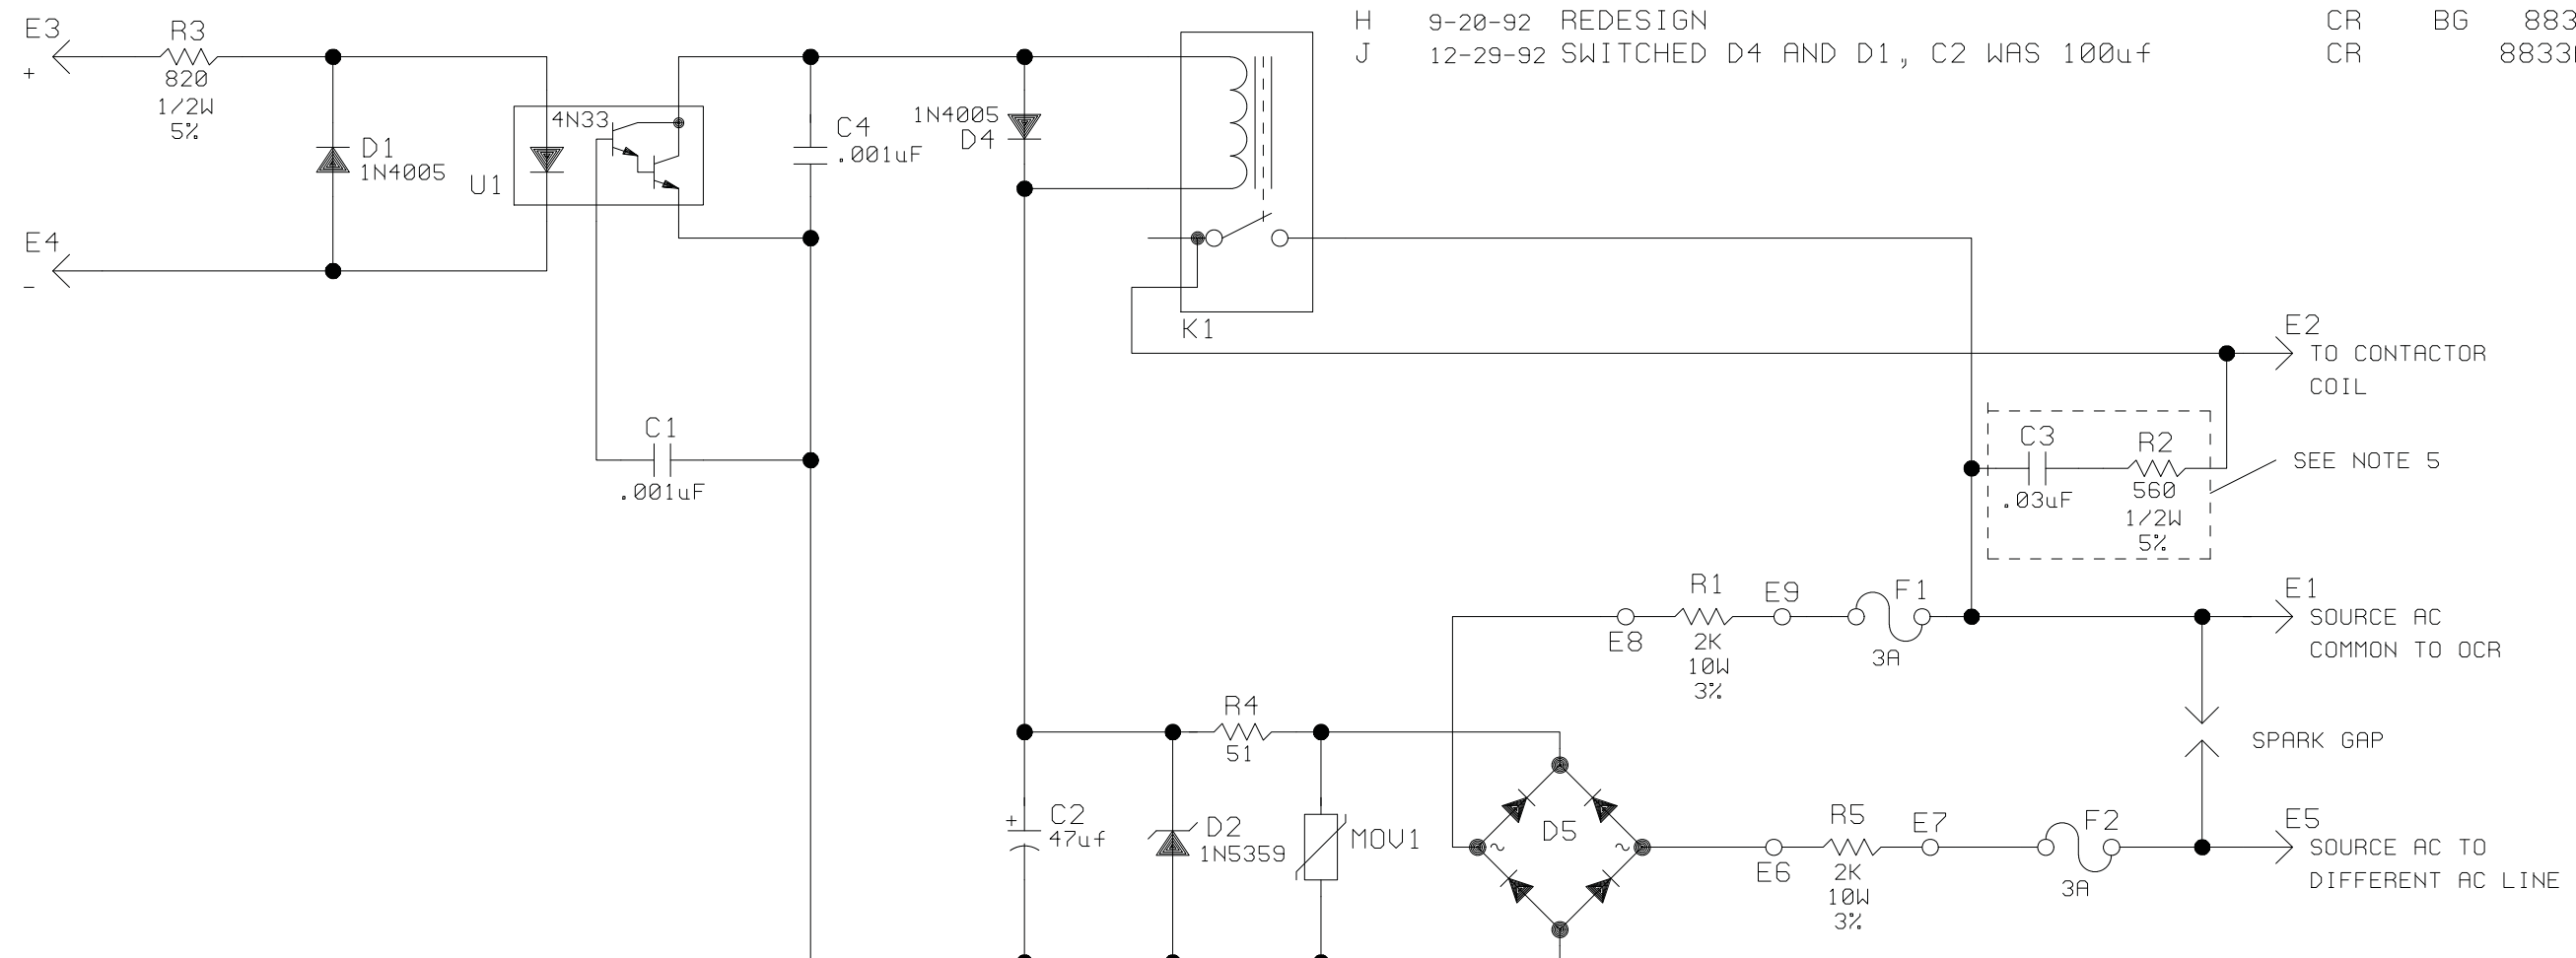 H 9-20-92 REDESIGN CR BG 883
J 12-29-92 SWITCHED D4 AND D1, C2 WAS 100uf CR 8833
E3
+
R3
820
1/2W
5%
D1
1N4005
E4
-
U1
4N33
C4
.001uF
1N4005
D4
K1
C1
.001uF
E2
TO CONTACTOR
COIL
C3
.03uF
R2
560
1/2W
5%
SEE NOTE 5
E8
R1
2K
10W
3%
E9
F1
3A
E1
SOURCE AC
COMMON TO OCR
R4
51
SPARK GAP
+
C2
47uf
D2
1N5359
MOV1
~
D5
~
E6
R5
2K
10W
3%
E7
F2
3A
E5
SOURCE AC TO
DIFFERENT AC LINE